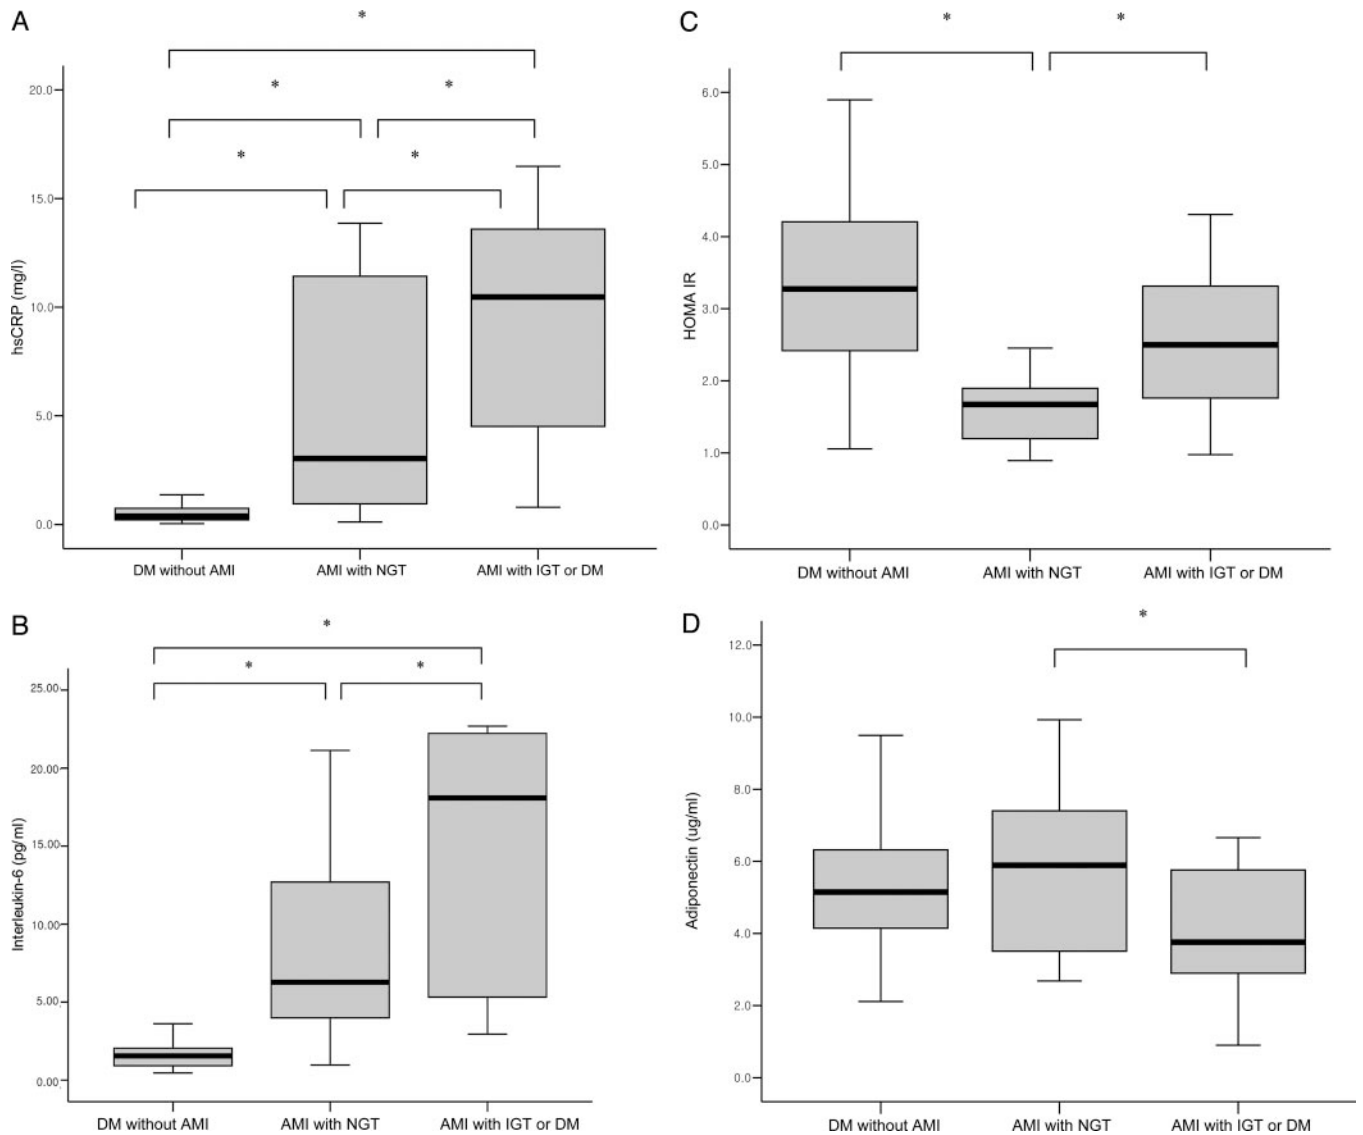 A
*
* *
* *
20.0
15.0
10.0
5.0
0.0
hsCRP (mg/l)
DM without AMI AMI with NGT AMI with IGT or DM
C
* *
6.0
5.0
4.0
3.0
2.0
1.0
0.0
HOMA IR
DM without AMI AMI with NGT AMI with IGT or DM
B
*
* *
25.00
20.00
15.00
10.00
5.00
0.00
Interleukin-6 (pg/ml)
DM without AMI AMI with NGT AMI with IGT or DM
D
*
12.0
10.0
8.0
6.0
4.0
2.0
0.0
Adiponectin (ug/ml)
DM without AMI AMI with NGT AMI with IGT or DM